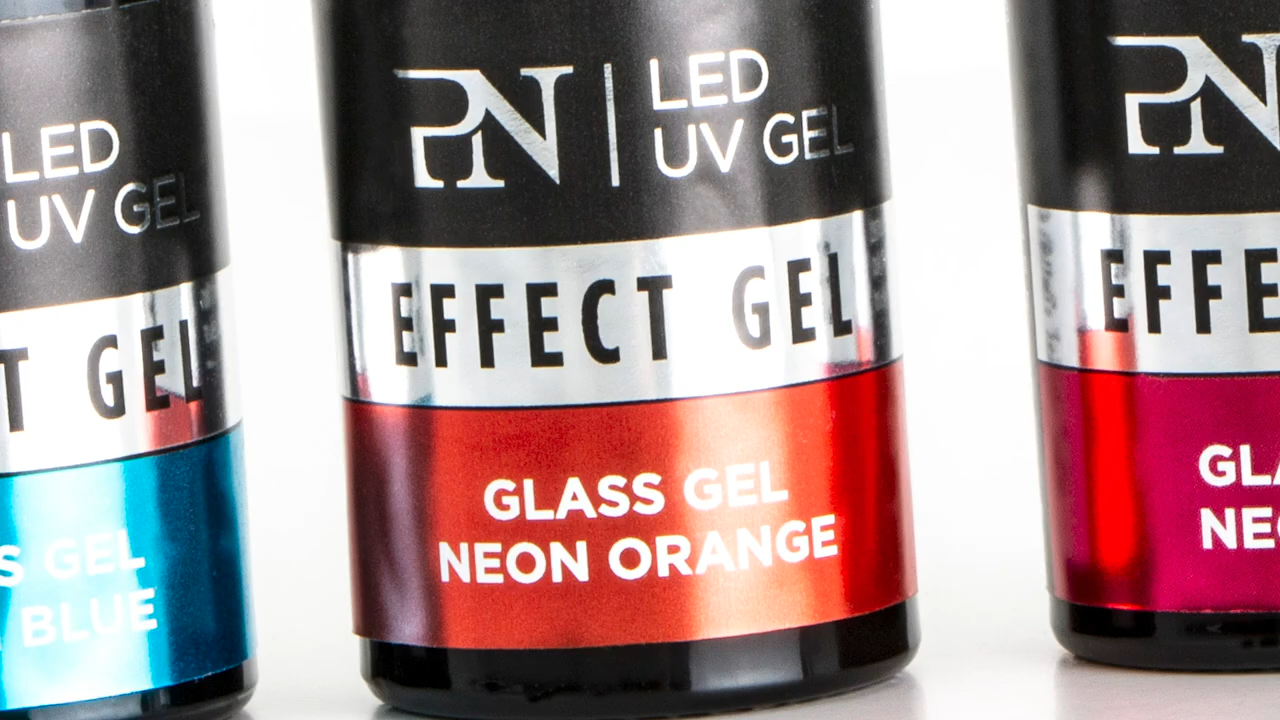 LED
UV GEL
T GEL
S GEL
BLUE
PN | LED
UV GEL
EFFECT GEL
GLASS GEL
NEON ORANGE
PN
EFFE
GLA
NEO